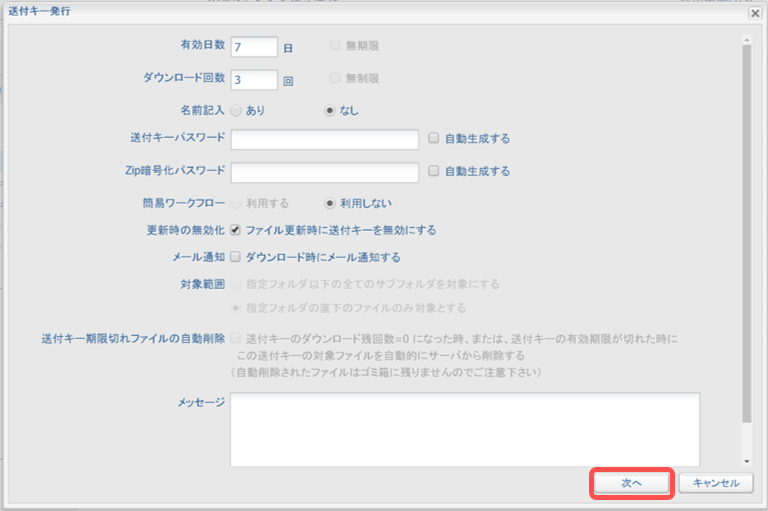 送付キー発行
有効日数 7 日 無期限
ダウンロード回数 3 回 無制限
名前記入 あり なし
送付キーパスワード 自動生成する
Zip暗号化パスワード 自動生成する
簡易ワークフロー 利用する 利用しない
更新時の無効化 ファイル更新時に送付キーを無効にする
メール通知 ダウンロード時にメール通知する
対象範囲 指定フォルダ以下の全てのサブフォルダを対象にする
指定フォルダの直下のファイルのみ対象とする
送付キー期限切れファイルの自動削除 送付キーのダウンロード残回数=0 になった時、または、送付キーの有効期限が切れた時に
この送付キーの対象ファイルを自動的にサーバから削除する
(自動削除されたファイルはゴミ箱に残りませんのでご注意下さい)
メッセージ
次へ キャンセル